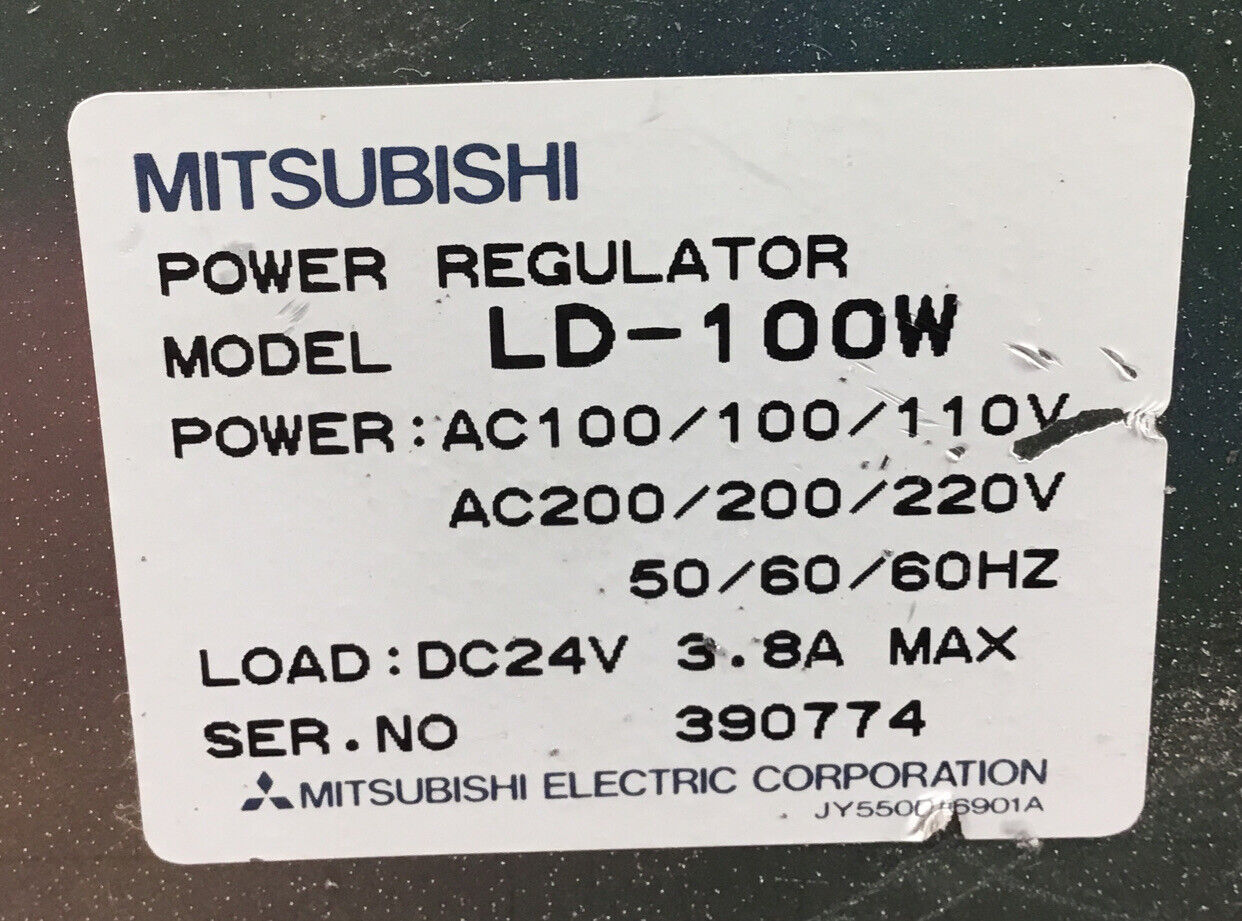 MITSUBISHI
POWER REGULATOR
MODEL LD-100W
POWER:AC100/100/110V
AC200/200/220V
50/60/60HZ
LOAD:DC24V 3.8A MAX
SER.NO 390774
MITSUBISHI ELECTRIC CORPORATION